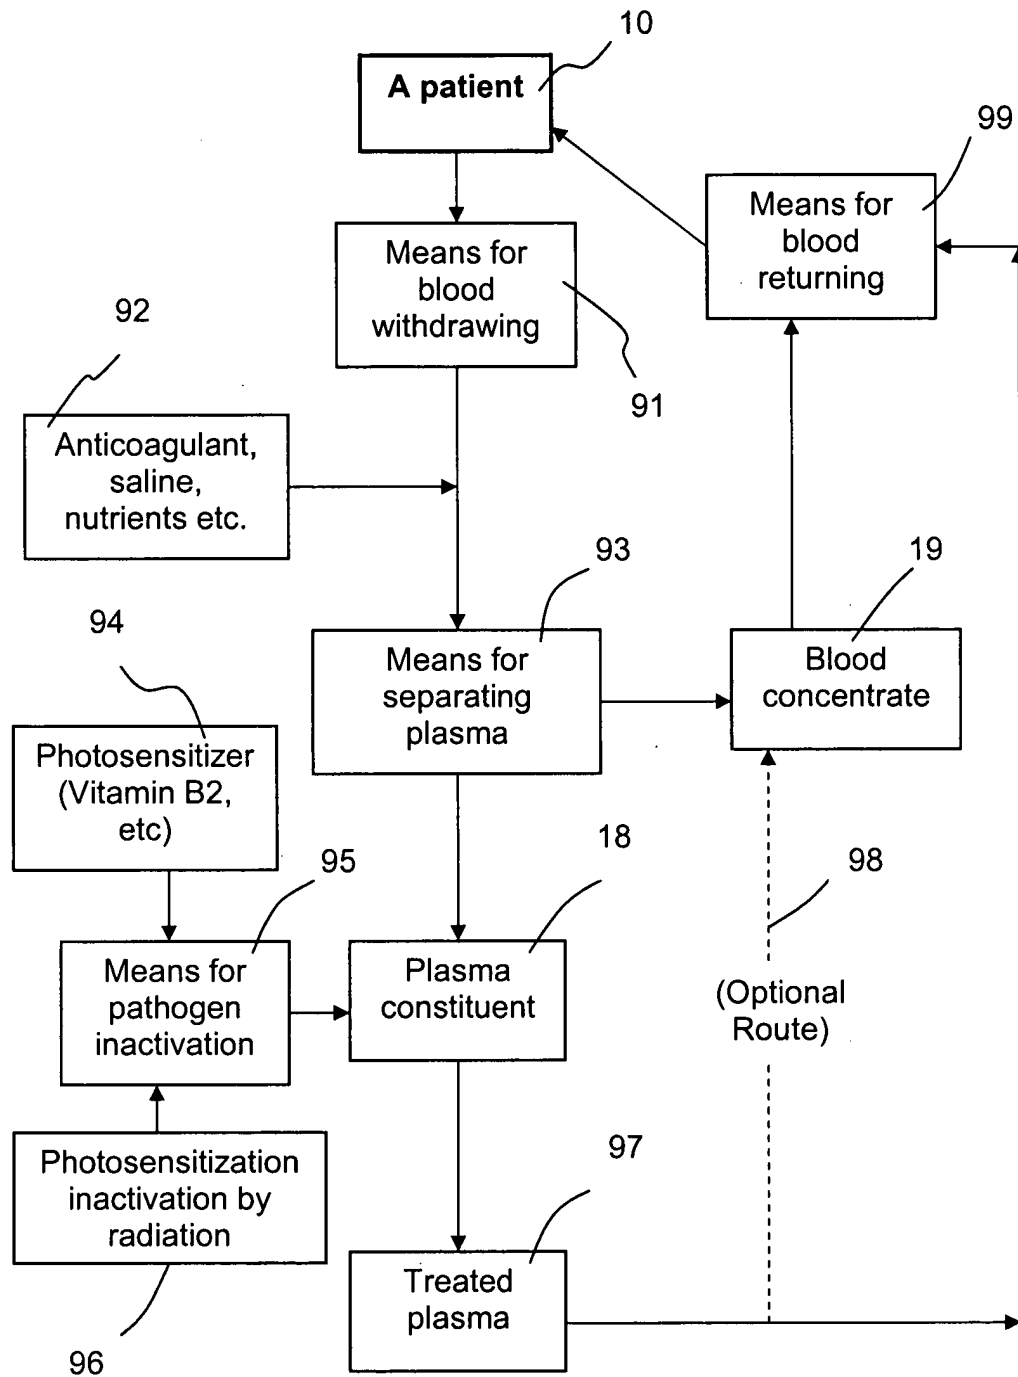 10
A patient
99
Means for
blood
returning
Means for
blood
withdrawing
92
91
Anticoagulant,
saline,
nutrients etc.
93
19
94
Means for
separating
plasma
Blood
concentrate
Photosensitizer
(Vitamin B2,
etc)
18
95
98
Means for
pathogen
inactivation
Plasma
constituent
(Optional
Route)
97
Photosensitization
inactivation by
radiation
Treated
plasma
96